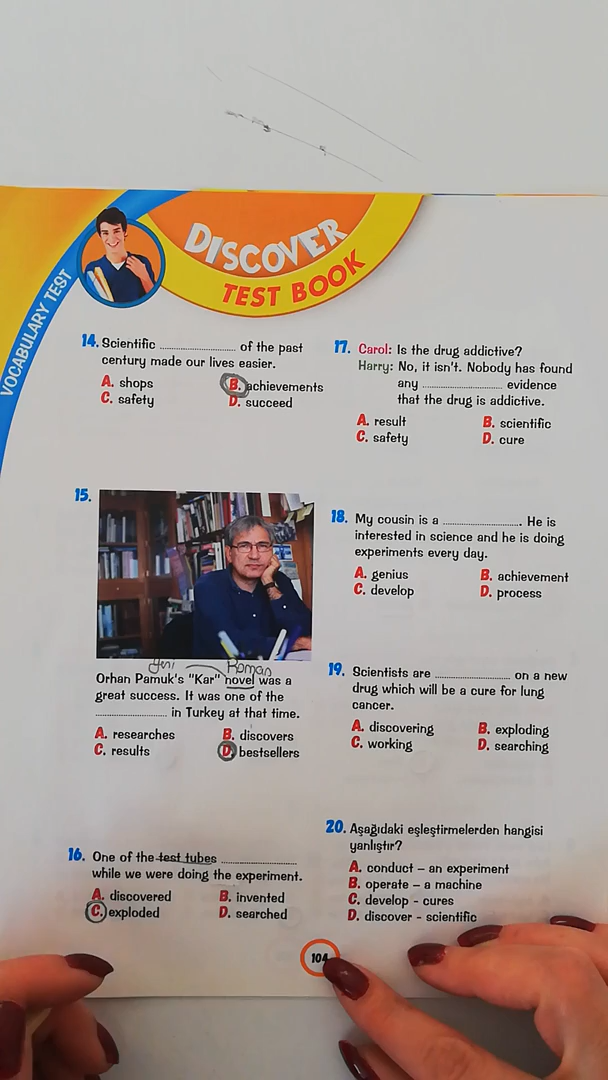 DISCOVER
TEST BOOK
VOCABULARY TEST
14. Scientific ........................ of the past
century made our lives easier.
A. shops
B. achievements
C. safety
D. succeed
15.
yeni Roman
Orhan Pamuk's "Kar" novel was a
great success. It was one of the
........................ in Turkey at that time.
A. researches
B. discovers
C. results
D. bestsellers
16. One of the test tubes ........................
while we were doing the experiment.
A. discovered
B. invented
C. exploded
D. searched
17. Carol: Is the drug addictive?
Harry: No, it isn't. Nobody has found
any ........................ evidence
that the drug is addictive.
A. result
B. scientific
C. safety
D. cure
18. My cousin is a ......................... He is
interested in science and he is doing
experiments every day.
A. genius
B. achievement
C. develop
D. process
19. Scientists are ........................ on a new
drug which will be a cure for lung
cancer.
A. discovering
B. exploding
C. working
D. searching
20. Aşağıdaki eşleştirmelerden hangisi
yanlıştır?
A. conduct – an experiment
B. operate – a machine
C. develop - cures
D. discover - scientific
104